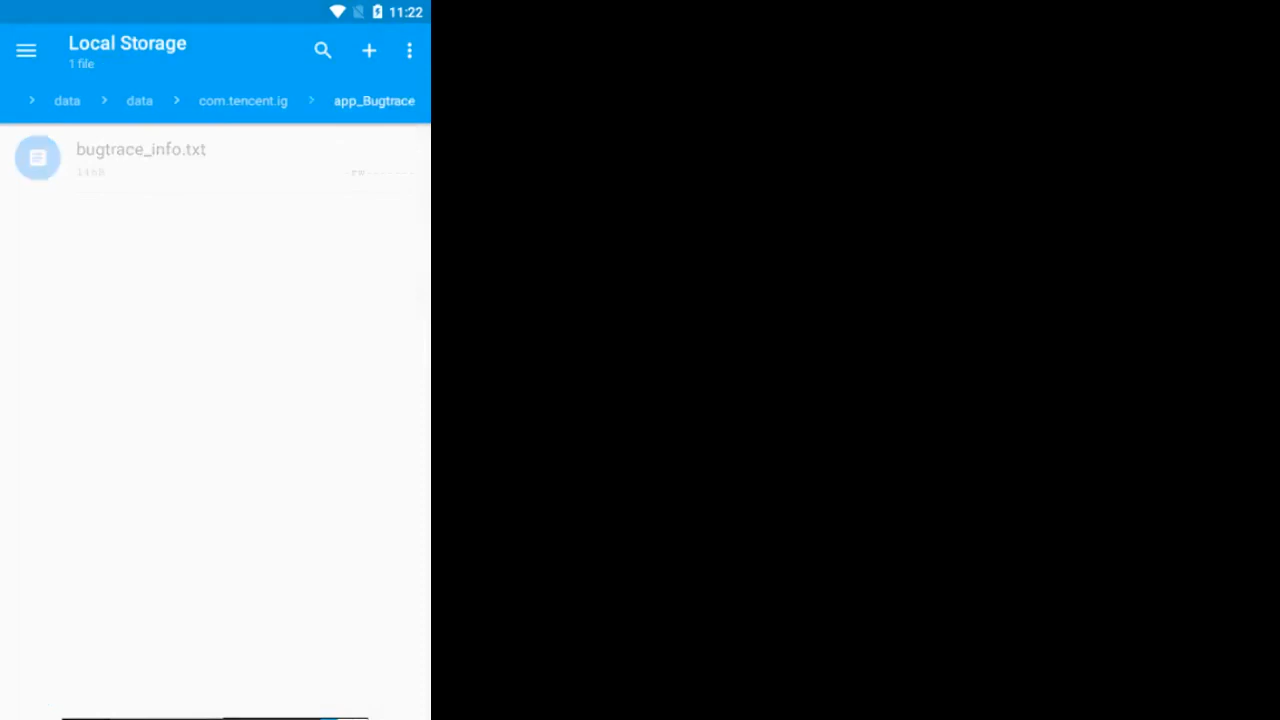 11:22
Local Storage
1 file
data data com.tencent.ig app_Bugtrace
bugtrace_info.txt